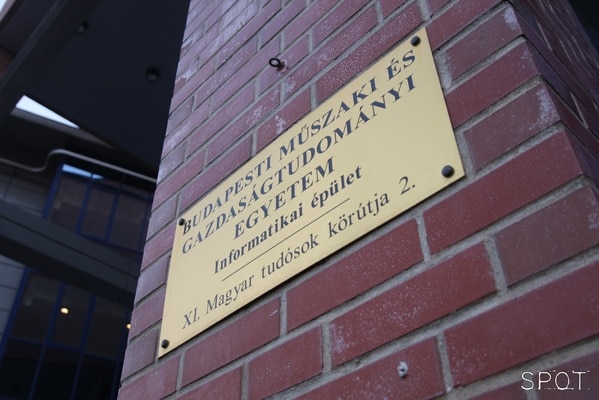 BUDAPESTI MŰSZAKI ÉS
GAZDASÁGTUDOMÁNYI
EGYETEM
Informatikai épület
XI. Magyar tudósok körútja 2.
SPOT